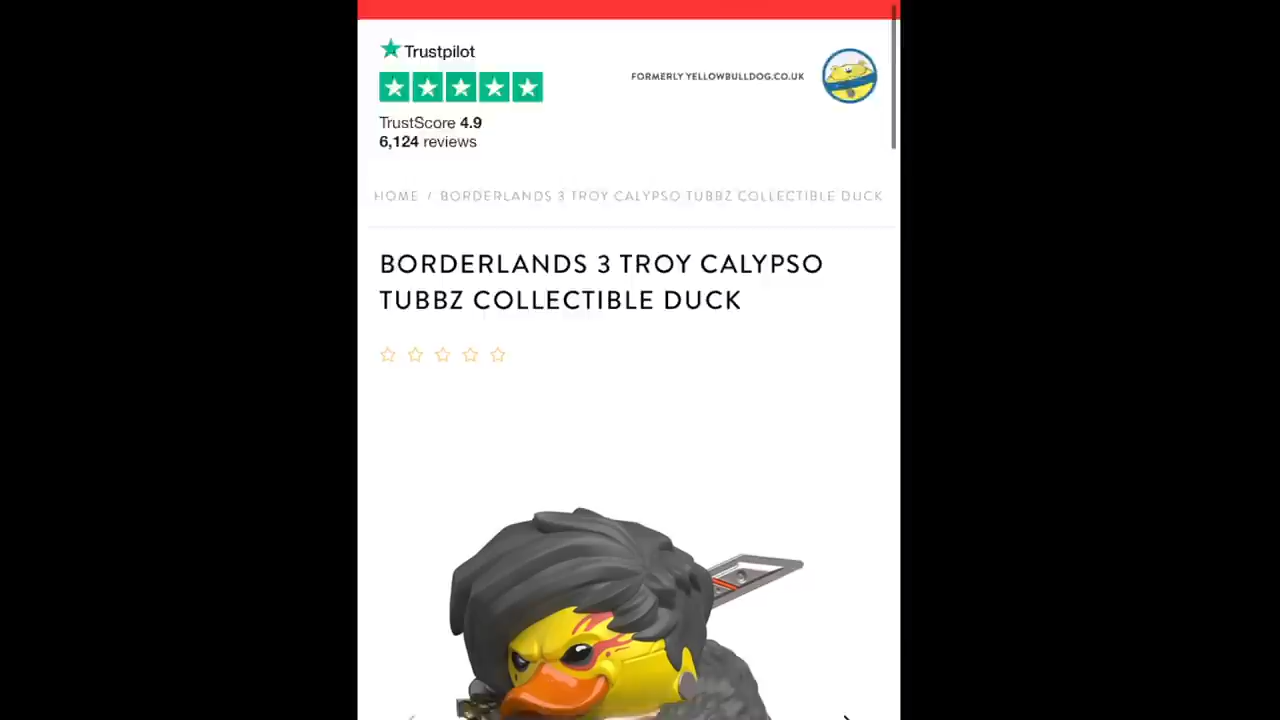 Trustpilot
FORMERLY YELLOWBULLDOG.CO.UK
TrustScore 4.9
6,124 reviews
HOME / BORDERLANDS 3 TROY CALYPSO TUBBZ COLLECTIBLE DUCK
BORDERLANDS 3 TROY CALYPSO
TUBBZ COLLECTIBLE DUCK